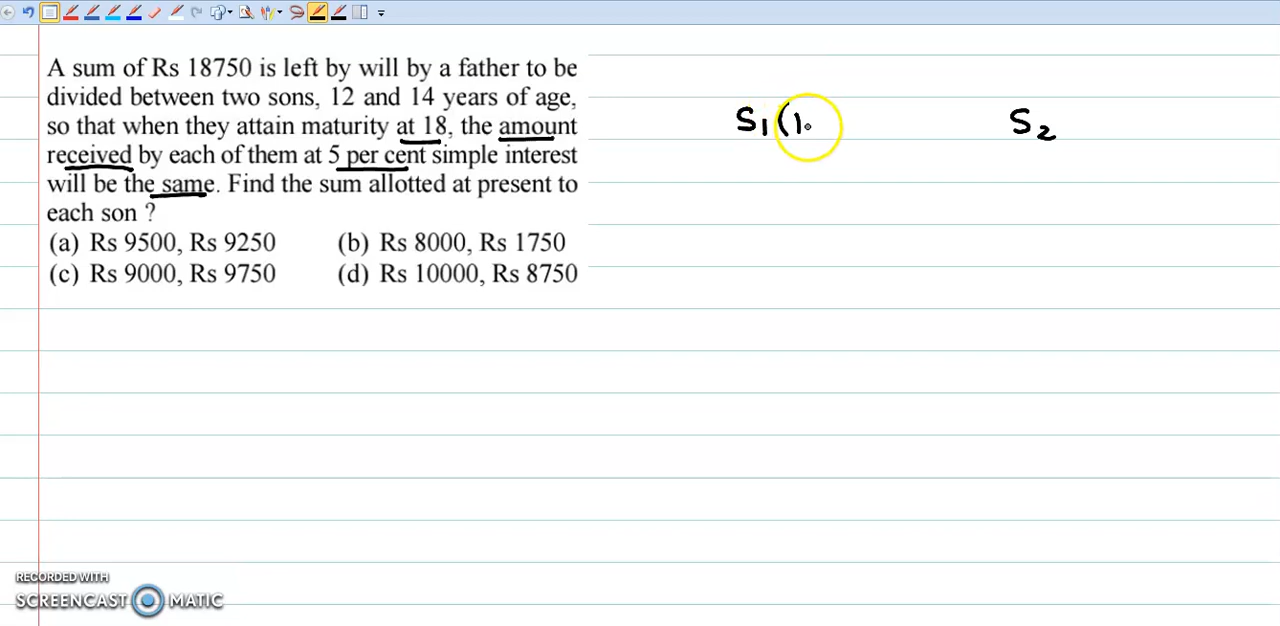 A sum of Rs 18750 is left by will by a father to be
divided between two sons, 12 and 14 years of age,
so that when they attain maturity at 18, the amount
received by each of them at 5 per cent simple interest
will be the same. Find the sum allotted at present to
each son ?
(a) Rs 9500, Rs 9250 (b) Rs 8000, Rs 1750
(c) Rs 9000, Rs 9750 (d) Rs 10000, Rs 8750
S1 (1 S2
RECORDED WITH
SCREENCAST MATIC